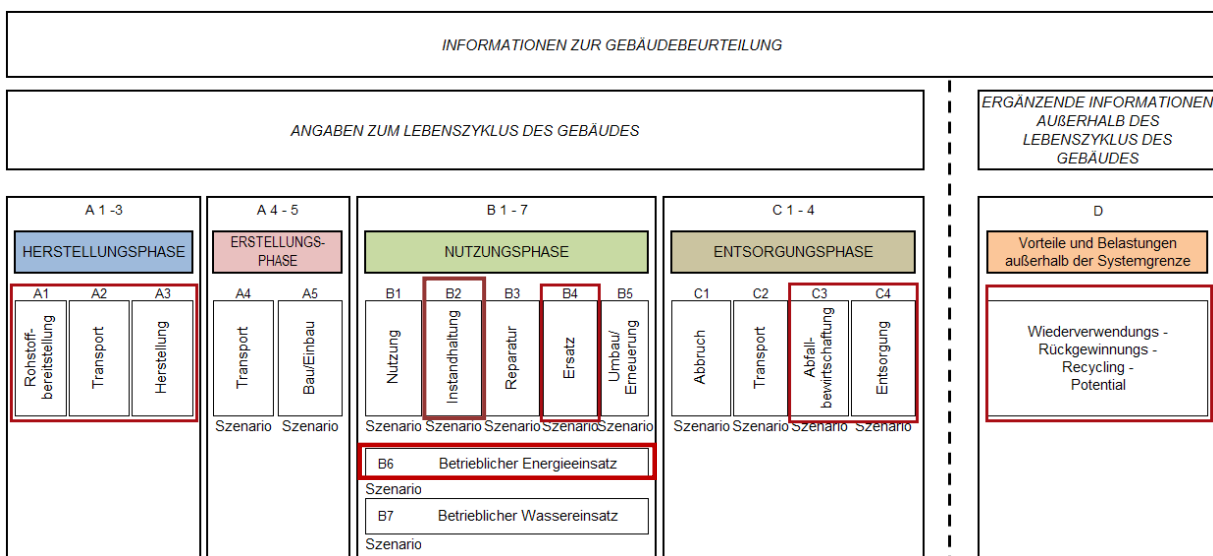 INFORMATIONEN ZUR GEBÄUDEBEURTEILUNG
ANGABEN ZUM LEBENSZYKLUS DES GEBÄUDES
ERGÄNZENDE INFORMATIONEN
AUßERHALB DES
LEBENSZYKLUS DES
GEBÄUDES
A 1 -3
HERSTELLUNGSPHASE
A1
A2
A3
Rohstoff-
bereitstellung
Transport
Herstellung
A 4 - 5
ERSTELLUNGS-
PHASE
A4
A5
Transport
Bau/Einbau
Szenario
Szenario
B 1 - 7
NUTZUNGSPHASE
B1
B2
B3
B4
B5
Nutzung
Instandhaltung
Reparatur
Ersatz
Umbau/
Erneuerung
Szenario
Szenario
Szenario
Szenario
Szenario
B6 Betrieblicher Energieeinsatz
Szenario
B7 Betrieblicher Wassereinsatz
Szenario
C 1 - 4
ENTSORGUNGSPHASE
C1
C2
C3
C4
Abbruch
Transport
Abfall-
bewirtschaftung
Entsorgung
Szenario
Szenario
Szenario
Szenario
D
Vorteile und Belastungen
außerhalb der Systemgrenze
Wiederverwendungs -
Rückgewinnungs -
Recycling -
Potential